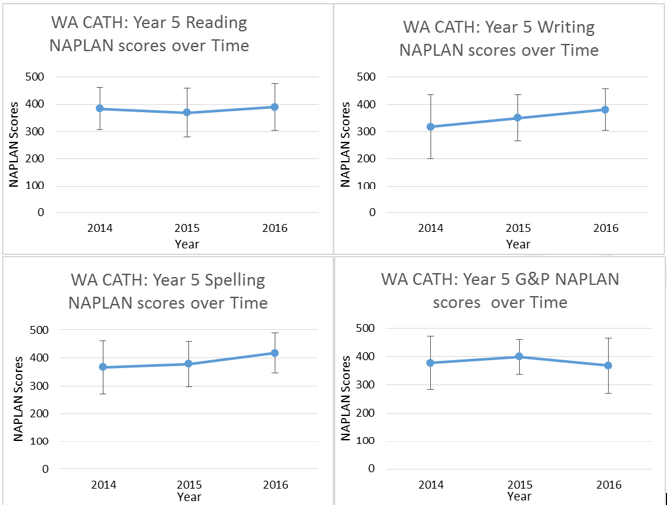 WA CATH: Year 5 Reading
NAPLAN scores over Time
500
400
300
200
100
0
NAPLAN Scores
2014 2015 2016
Year
WA CATH: Year 5 Writing
NAPLAN scores over Time
500
400
300
200
100
0
NAPLAN Scores
2014 2015 2016
Year
WA CATH: Year 5 Spelling
NAPLAN scores over Time
500
400
300
200
100
0
NAPLAN Scores
2014 2015 2016
Year
WA CATH: Year 5 G&P NAPLAN
scores over Time
500
400
300
200
100
0
NAPLAN Scores
2014 2015 2016
Year